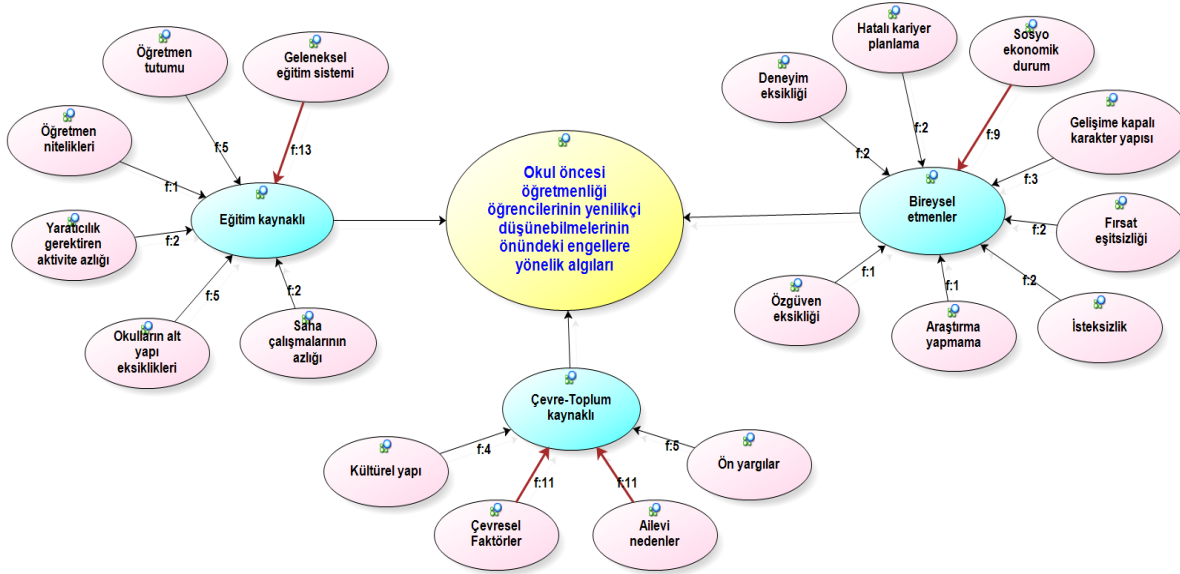 Öğretmen
tutumu
Geleneksel
eğitim sistemi
Öğretmen
nitelikleri
Yaratıcılık
gerektiren
aktivite azlığı
Okulların alt
yapı
eksiklikleri
Saha
çalışmalarının
azlığı
f:5
f:13
f:1
f:2
f:5
f:2
Eğitim kaynaklı
Okul öncesi
öğretmenliği
öğrencilerinin yenilikçi
düşünebilmelerinin
önündeki engellere
yönelik algıları
Hatalı kariyer
planlama
Sosyo
ekonomik
durum
Deneyim
eksikliği
Gelişime kapalı
karakter yapısı
Fırsat
eşitsizliği
İsteksizlik
Araştırma
yapmama
Özgüven
eksikliği
f:2
f:9
f:2
f:3
f:2
f:2
f:1
f:1
Bireysel
etmenler
Çevre-Toplum
kaynaklı
f:4
f:11
f:11
f:5
Kültürel yapı
Çevresel
Faktörler
Ailevi
nedenler
Ön yargılar